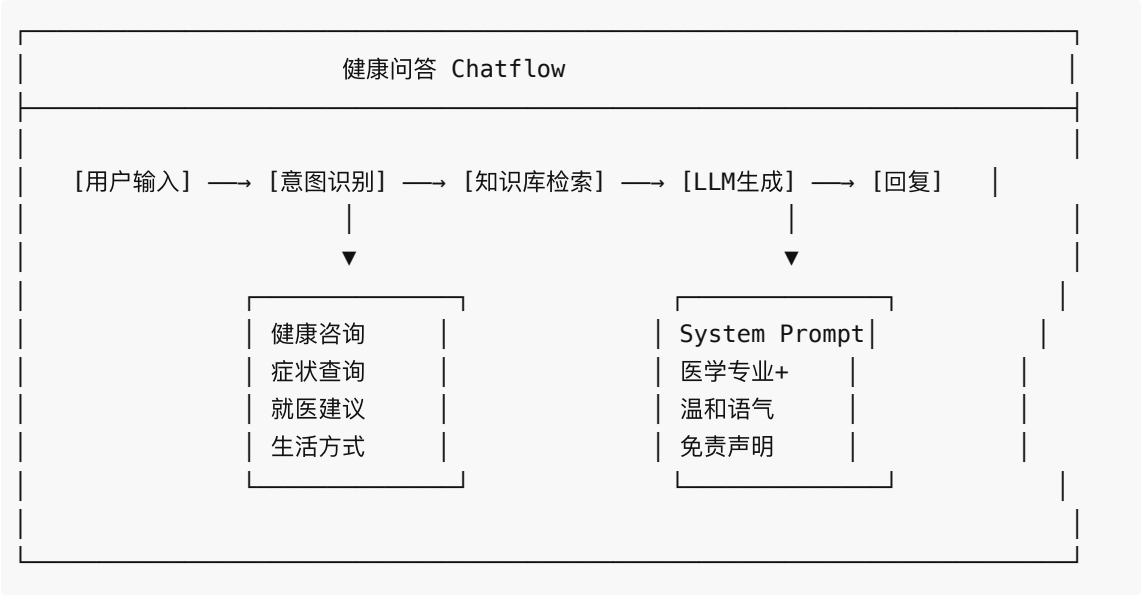 健康问答 Chatflow
[用户输入] ──→ [意图识别] ──→ [知识库检索] ──→ [LLM生成] ──→ [回复]
健康咨询 System Prompt
症状查询 医学专业+
就医建议 温和语气
生活方式 免责声明